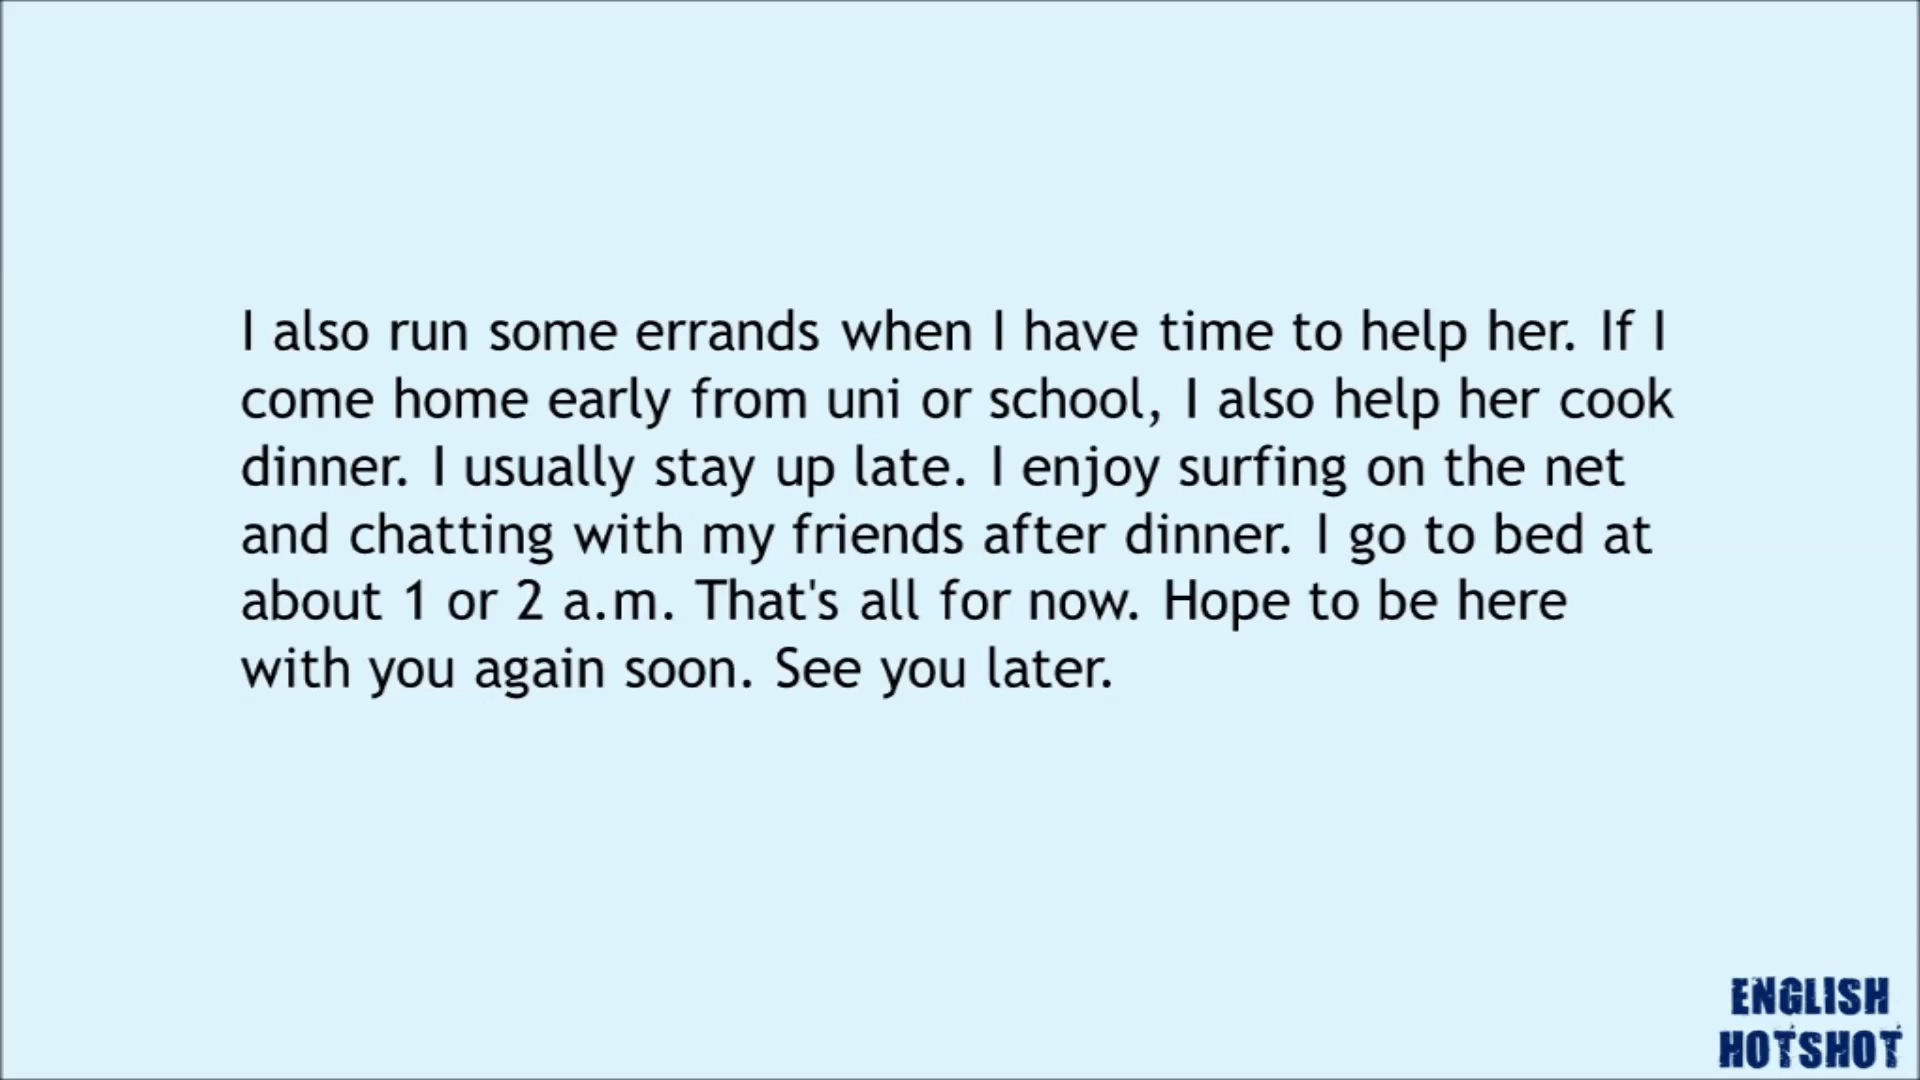 I also run some errands when I have time to help her. If I
come home early from uni or school, I also help her cook
dinner. I usually stay up late. I enjoy surfing on the net
and chatting with my friends after dinner. I go to bed at
about 1 or 2 a.m. That's all for now. Hope to be here
with you again soon. See you later.
ENGLISH
HOTSHOT